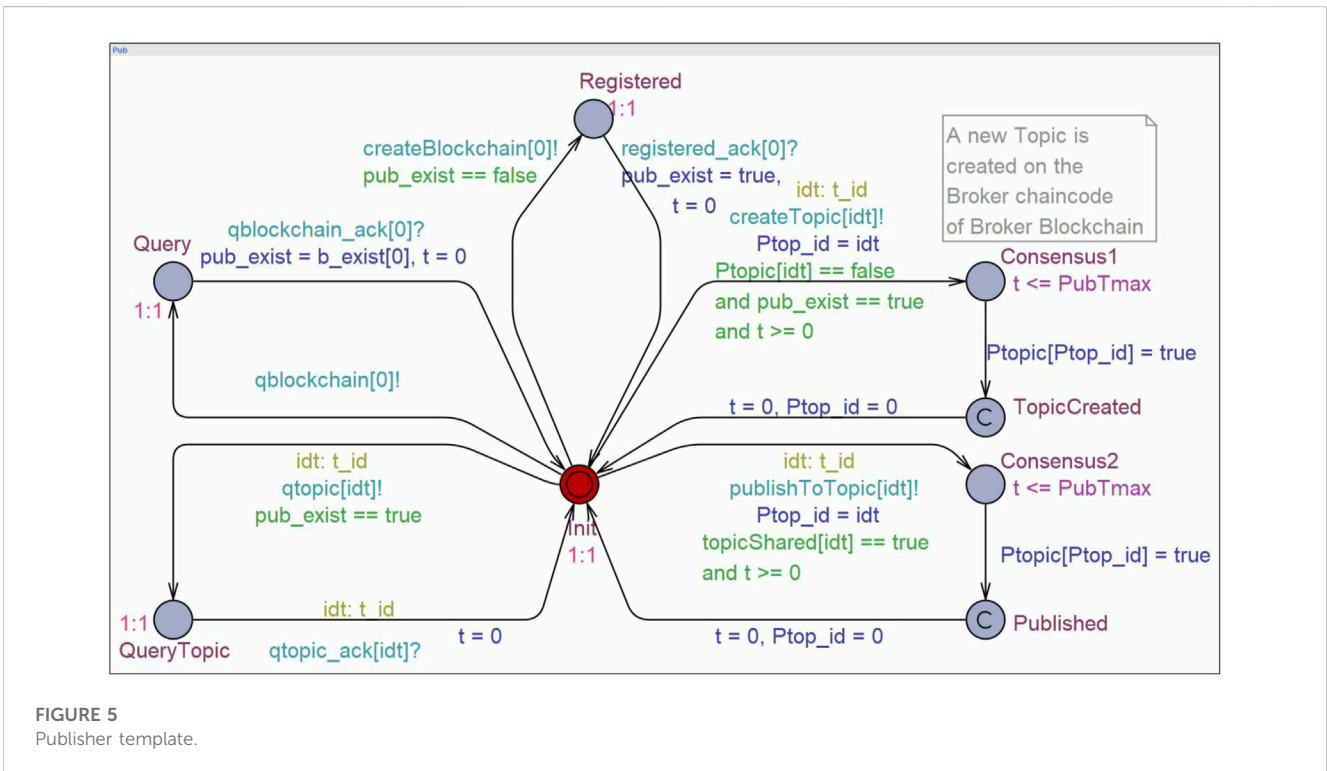 Pub
Registered
1:1
createBlockchain[0]!
pub_exist == false
registered_ack[0]?
pub_exist = true,
t = 0
A new Topic is
created on the
Broker chaincode
of Broker Blockchain
idt: t_id
createTopic[idt]!
Ptop_id = idt
Ptopic[idt] == false
and pub_exist == true
and t >= 0
Query
1:1
qblockchain_ack[0]?
pub_exist = b_exist[0], t = 0
Consensus1
t <= PubTmax
Ptopic[Ptop_id] = true
qblockchain[0]!
t = 0, Ptop_id = 0
C
TopicCreated
idt: t_id
qtopic[idt]!
pub_exist == true
Init
1:1
idt: t_id
publishToTopic[idt]!
Ptop_id = idt
topicShared[idt] == true
and t >= 0
Consensus2
t <= PubTmax
Ptopic[Ptop_id] = true
1:1
QueryTopic
idt: t_id
qtopic_ack[idt]?
t = 0
t = 0, Ptop_id = 0
C
Published
FIGURE 5
Publisher template.